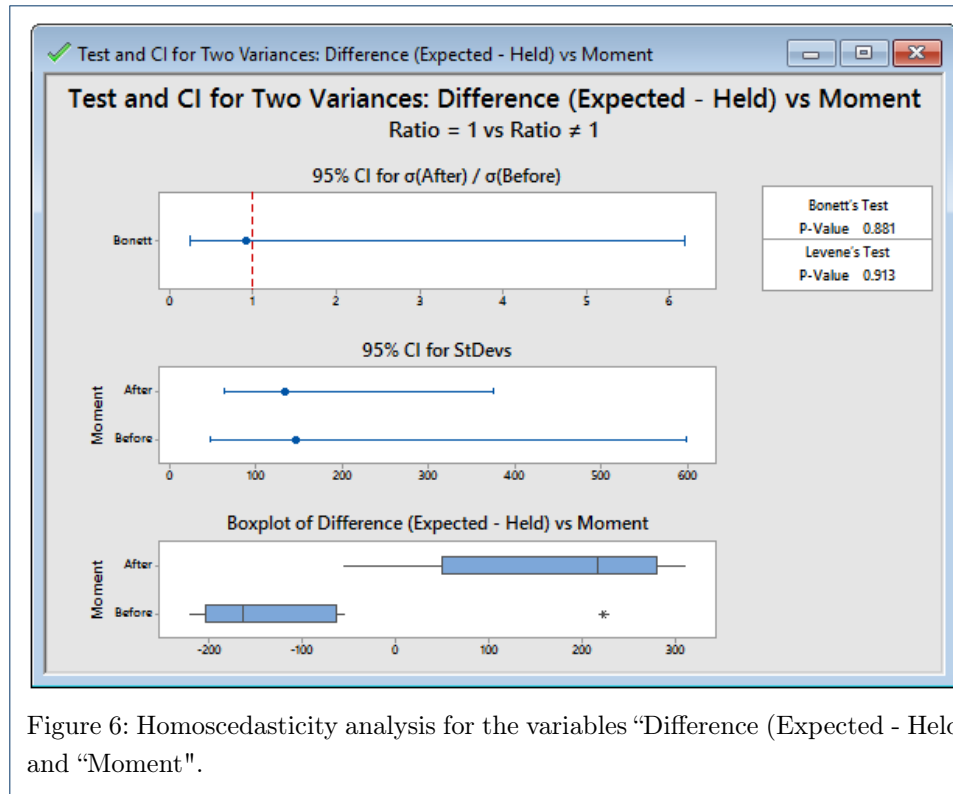 Test and CI for Two Variances: Difference (Expected - Held) vs Moment
Test and CI for Two Variances: Difference (Expected - Held) vs Moment
Ratio = 1 vs Ratio ≠ 1
95% CI for σ(After) / σ(Before)
Bonett
0 1 2 3 4 5 6
Bonett's Test
P-Value 0.881
Levene's Test
P-Value 0.913
95% CI for StDevs
Moment
After
Before
0 100 200 300 400 500 600
Boxplot of Difference (Expected - Held) vs Moment
Moment
After
Before
-200 -100 0 100 200 300
Figure 6: Homoscedasticity analysis for the variables “Difference (Expected - Held
and “Moment".